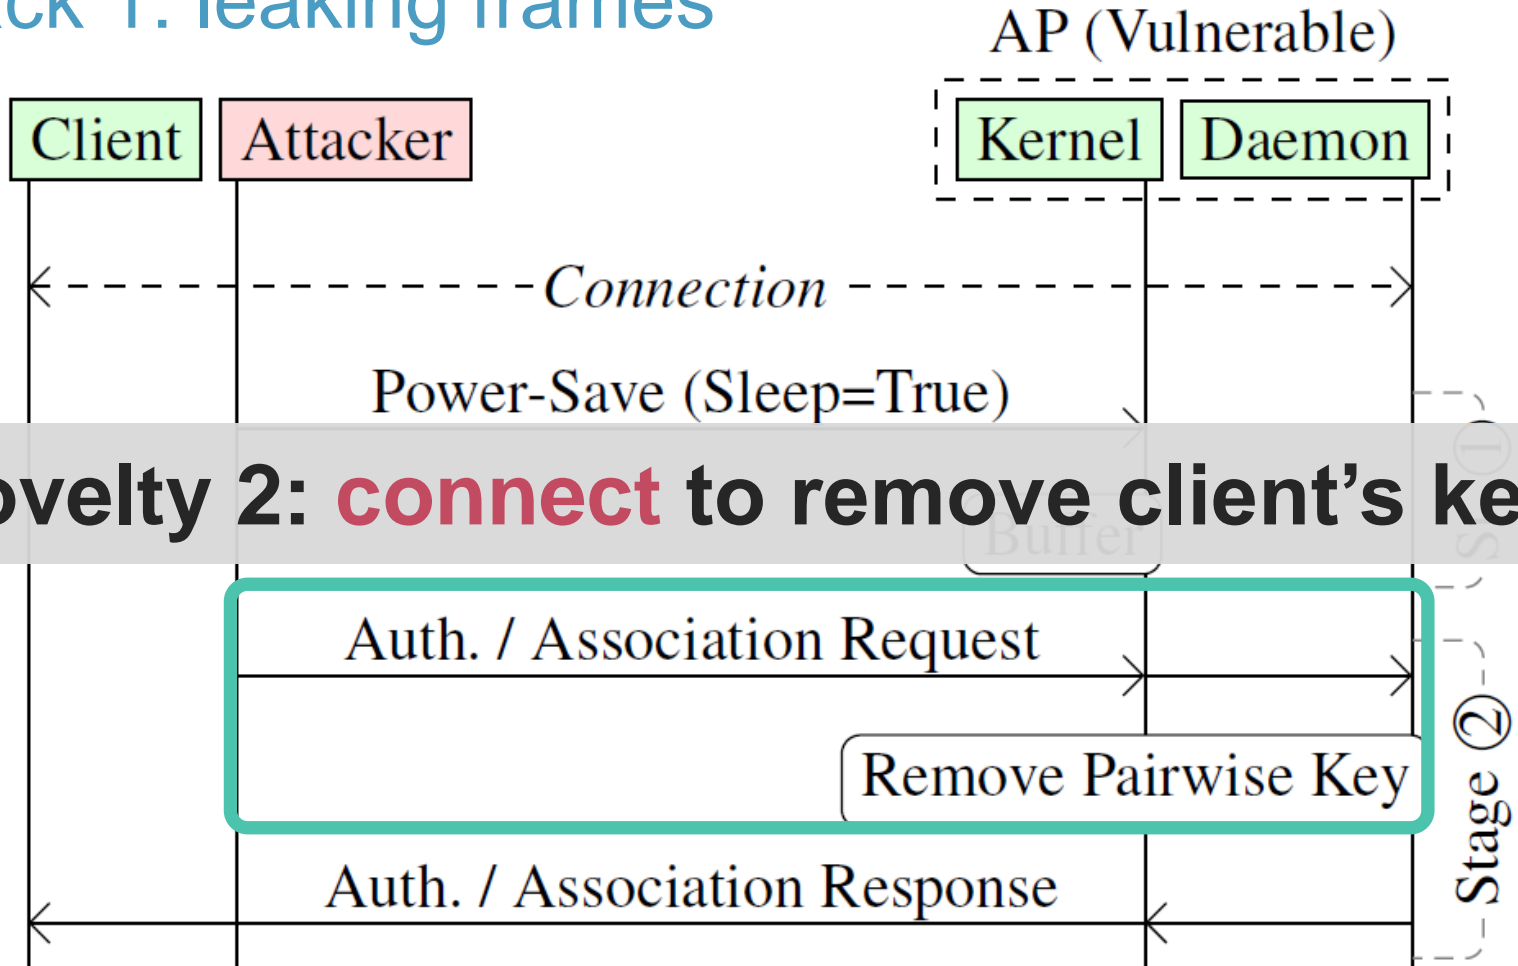 ck 1: leaking frames
AP (Vulnerable)
Client
Attacker
Kernel
Daemon
Connection
Power-Save (Sleep=True)
ovelty 2: connect to remove client’s ke
Buffer
Auth. / Association Request
Remove Pairwise Key
Stage ②
Auth. / Association Response